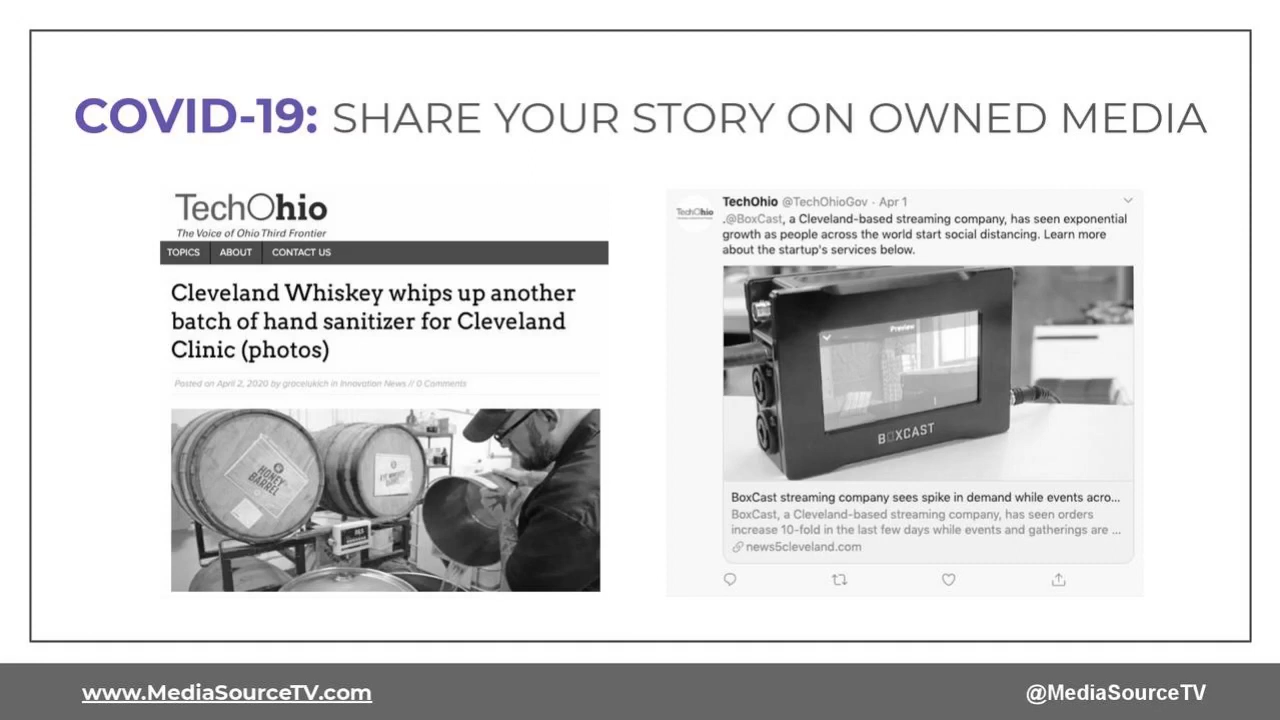 COVID-19: SHARE YOUR STORY ON OWNED MEDIA
TechOhio
The Voice of Ohio Third Frontier
TOPICS ABOUT CONTACT US
Cleveland Whiskey whips up another
batch of hand sanitizer for Cleveland
Clinic (photos)
Posted on April 2, 2020 by gracelukich in Innovation News // 0 Comments
HONEY
BARREL
TechOhio
TechOhio @TechOhioGov · Apr 1
.@BoxCast, a Cleveland-based streaming company, has seen exponential
growth as people across the world start social distancing. Learn more
about the startup's services below.
Preview
BOXCAST
BoxCast streaming company sees spike in demand while events acro...
BoxCast, a Cleveland-based streaming company, has seen orders
increase 10-fold in the last few days while events and gatherings are ...
news5cleveland.com
www.MediaSourceTV.com
@MediaSourceTV